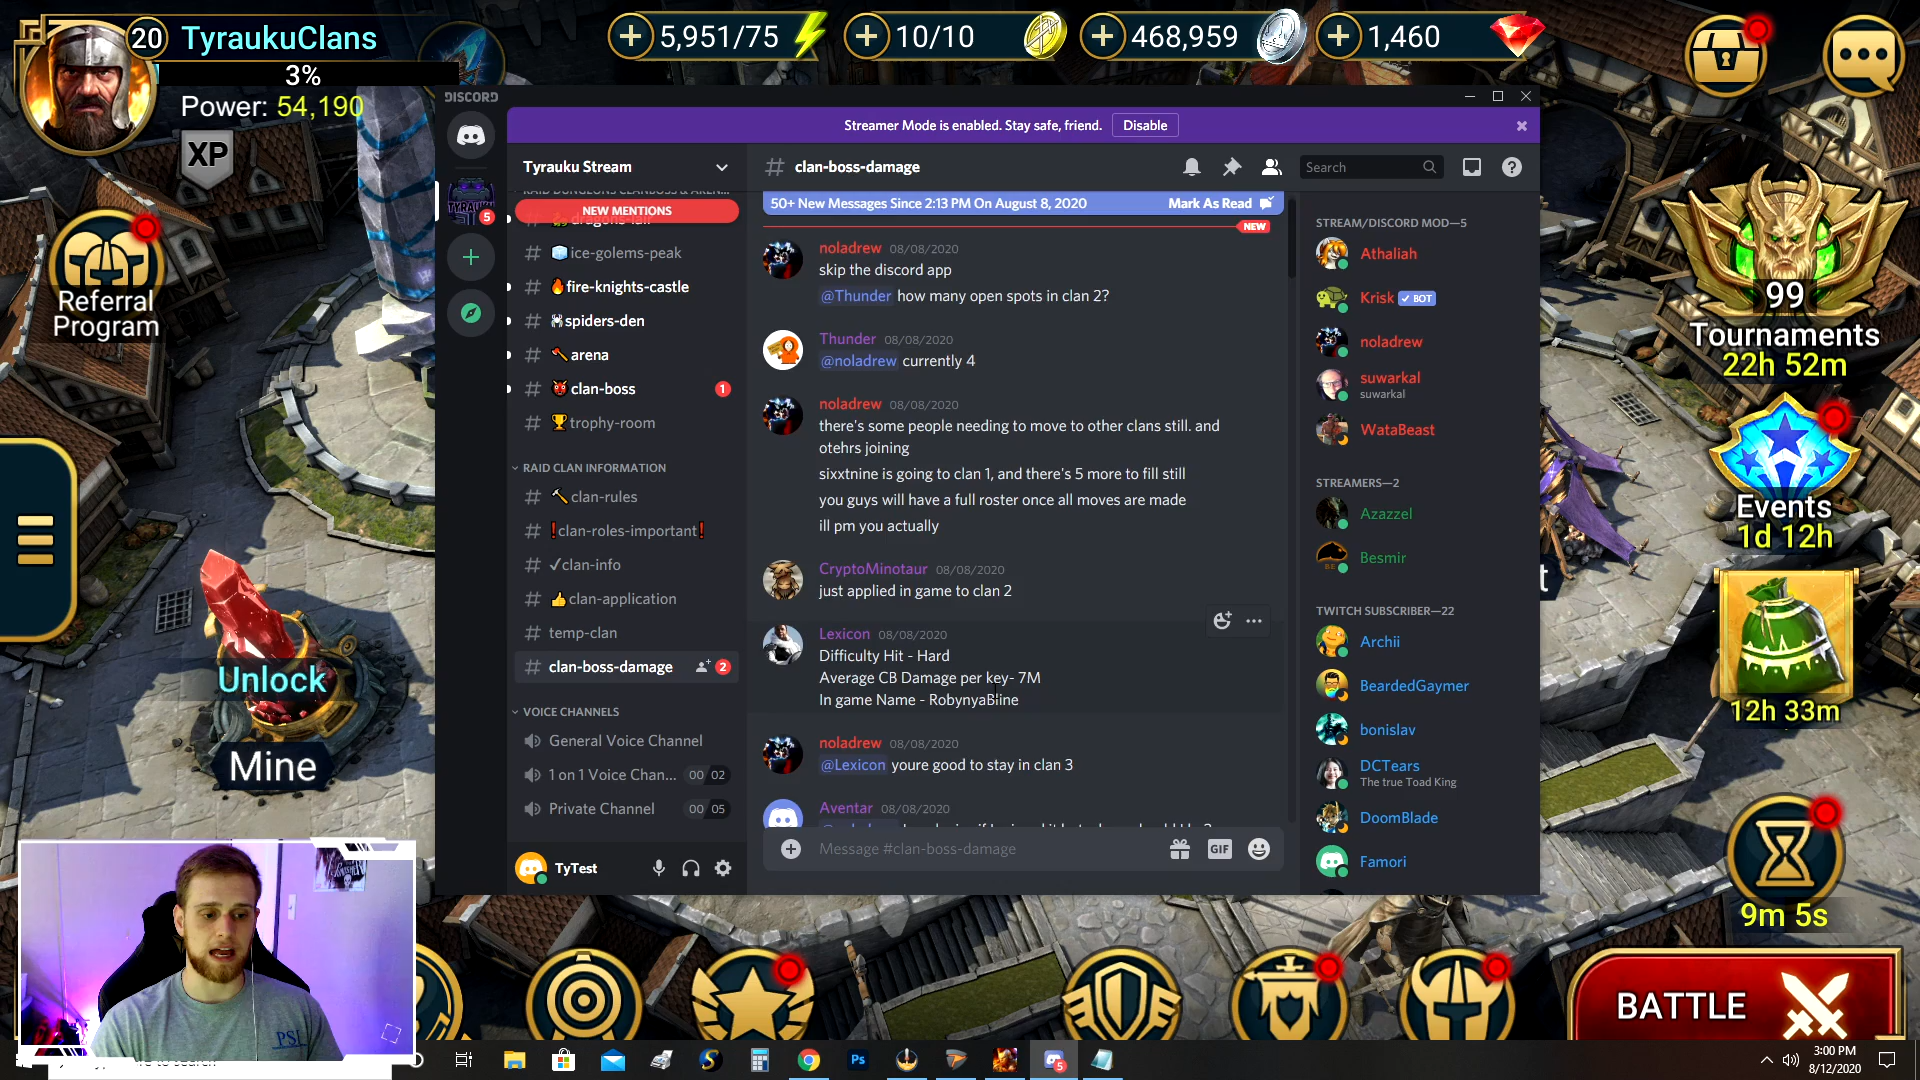 20
TyraukuClans
3%
Power: 54,190
XP
5,951/75
10/10
468,959
1,460
Referral
Program
Unlock
Mine
DISCORD
Streamer Mode is enabled. Stay safe, friend.
Disable
Tyrauku Stream
NEW MENTIONS
5
# ice-golems-peak
# fire-knights-castle
# spiders-den
# arena
# clan-boss
1
# trophy-room
RAID CLAN INFORMATION
# clan-rules
# clan-roles-important
# clan-info
# clan-application
# temp-clan
# clan-boss-damage
2
VOICE CHANNELS
General Voice Channel
1 on 1 Voice Chan... 00 02
Private Channel 00 05
TyTest
# clan-boss-damage
Search
50+ New Messages Since 2:13 PM On August 8, 2020
Mark As Read
NEW
noladrew 08/08/2020
skip the discord app
@Thunder how many open spots in clan 2?
Thunder 08/08/2020
@noladrew currently 4
noladrew 08/08/2020
there's some people needing to move to other clans still. and
otehrs joining
sixxtnine is going to clan 1, and there's 5 more to fill still
you guys will have a full roster once all moves are made
ill pm you actually
CryptoMinotaur 08/08/2020
just applied in game to clan 2
Lexicon 08/08/2020
Difficulty Hit - Hard
Average CB Damage per key- 7M
In game Name - RobynyaBline
noladrew 08/08/2020
@Lexicon youre good to stay in clan 3
Aventar 08/08/2020
Message #clan-boss-damage
GIF
STREAM/DISCORD MOD—5
Athaliah
Krisk BOT
noladrew
suwarkal
suwarkal
WataBeast
STREAMERS—2
Azazzel
Besmir
TWITCH SUBSCRIBER—22
Archii
BeardedGaymer
bonislav
DCTears
The true Toad King
DoomBlade
Famori
99
Tournaments
22h 52m
Events
1d 12h
12h 33m
9m 5s
BATTLE
PSI
Ps
5
3:00 PM
8/12/2020